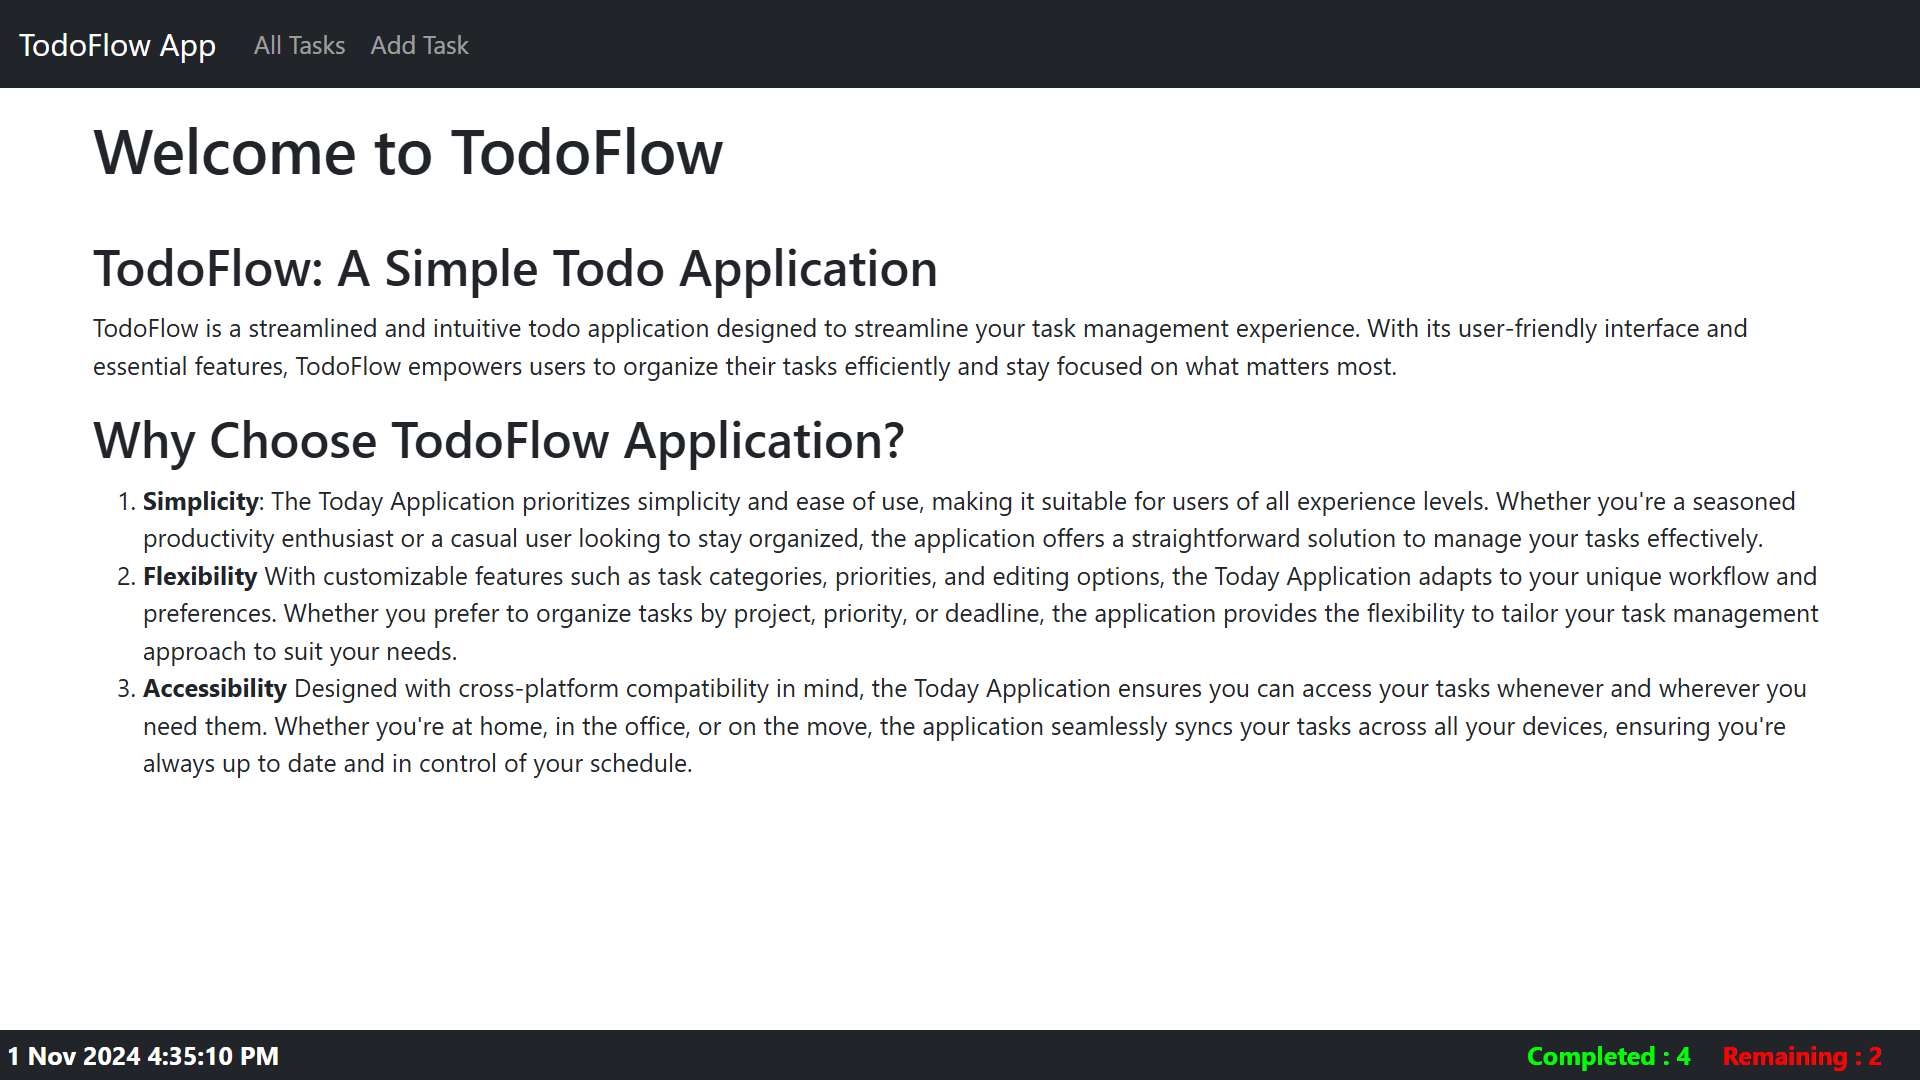 TodoFlow App All Tasks Add Task
Welcome to TodoFlow
TodoFlow: A Simple Todo Application
TodoFlow is a streamlined and intuitive todo application designed to streamline your task management experience. With its user-friendly interface and
essential features, TodoFlow empowers users to organize their tasks efficiently and stay focused on what matters most.
Why Choose TodoFlow Application?
1. Simplicity: The Today Application prioritizes simplicity and ease of use, making it suitable for users of all experience levels. Whether you're a seasoned
productivity enthusiast or a casual user looking to stay organized, the application offers a straightforward solution to manage your tasks effectively.
2. Flexibility With customizable features such as task categories, priorities, and editing options, the Today Application adapts to your unique workflow and
preferences. Whether you prefer to organize tasks by project, priority, or deadline, the application provides the flexibility to tailor your task management
approach to suit your needs.
3. Accessibility Designed with cross-platform compatibility in mind, the Today Application ensures you can access your tasks whenever and wherever you
need them. Whether you're at home, in the office, or on the move, the application seamlessly syncs your tasks across all your devices, ensuring you're
always up to date and in control of your schedule.
1 Nov 2024 4:35:10 PM Completed : 4 Remaining : 2